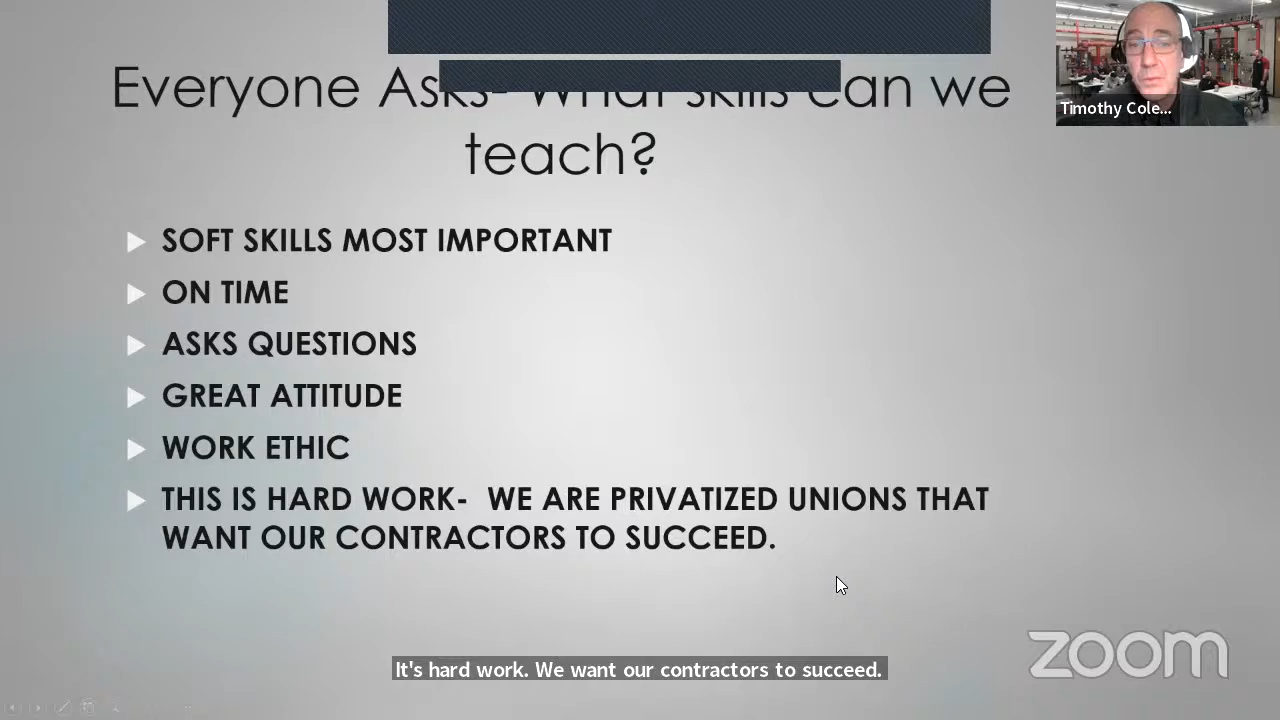 Everyone Asks- What skills can we
teach?
Timothy Cole...
SOFT SKILLS MOST IMPORTANT
ON TIME
ASKS QUESTIONS
GREAT ATTITUDE
WORK ETHIC
THIS IS HARD WORK- WE ARE PRIVATIZED UNIONS THAT
WANT OUR CONTRACTORS TO SUCCEED.
It's hard work. We want our contractors to succeed.
zoom